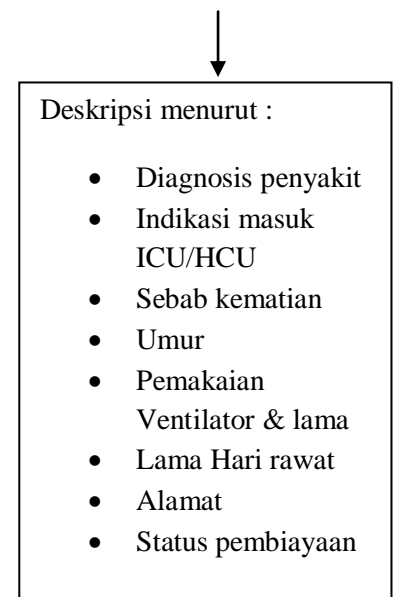 Deskripsi menurut :
• Diagnosis penyakit
• Indikasi masuk
ICU/HCU
• Sebab kematian
• Umur
• Pemakaian
Ventilator & lama
• Lama Hari rawat
• Alamat
• Status pembiayaan